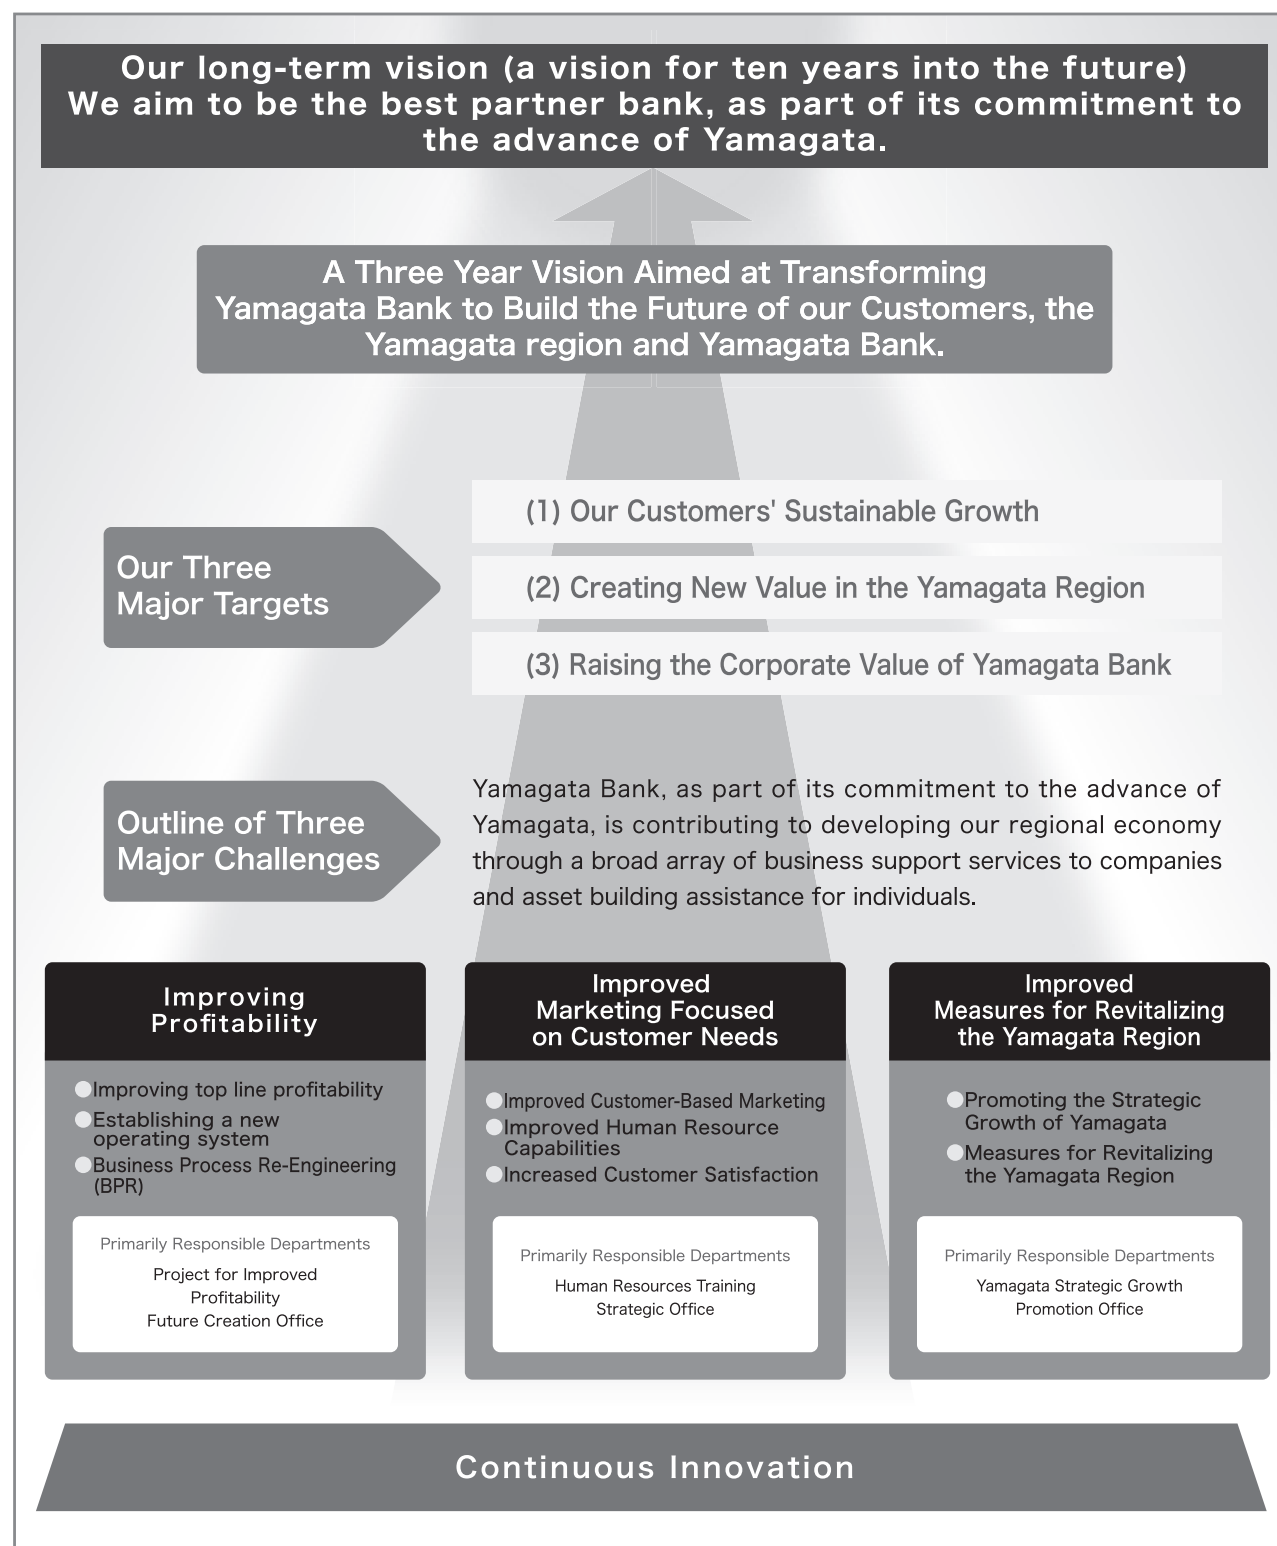 Our long-term vision (a vision for ten years into the future)
We aim to be the best partner bank, as part of its commitment to
the advance of Yamagata.
A Three Year Vision Aimed at Transforming
Yamagata Bank to Build the Future of our Customers, the
Yamagata region and Yamagata Bank.
Our Three
Major Targets
(1) Our Customers' Sustainable Growth
(2) Creating New Value in the Yamagata Region
(3) Raising the Corporate Value of Yamagata Bank
Outline of Three
Major Challenges
Yamagata Bank, as part of its commitment to the advance of
Yamagata, is contributing to developing our regional economy
through a broad array of business support services to companies
and asset building assistance for individuals.
Improving
Profitability
●Improving top line profitability
●Establishing a new
operating system
●Business Process Re-Engineering
(BPR)
Primarily Responsible Departments
Project for Improved
Profitability
Future Creation Office
Improved
Marketing Focused
on Customer Needs
●Improved Customer-Based Marketing
●Improved Human Resource
Capabilities
●Increased Customer Satisfaction
Primarily Responsible Departments
Human Resources Training
Strategic Office
Improved
Measures for Revitalizing
the Yamagata Region
●Promoting the Strategic
Growth of Yamagata
●Measures for Revitalizing
the Yamagata Region
Primarily Responsible Departments
Yamagata Strategic Growth
Promotion Office
Continuous Innovation